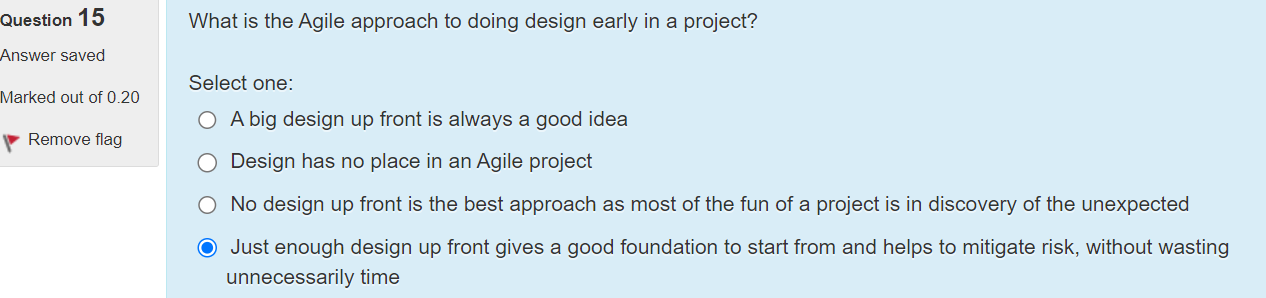 Question 15
Answer saved
Marked out of 0.20
Remove flag
What is the Agile approach to doing design early in a project?
Select one:
A big design up front is always a good idea
Design has no place in an Agile project
No design up front is the best approach as most of the fun of a project is in discovery of the unexpected
Just enough design up front gives a good foundation to start from and helps to mitigate risk, without wasting
unnecessarily time